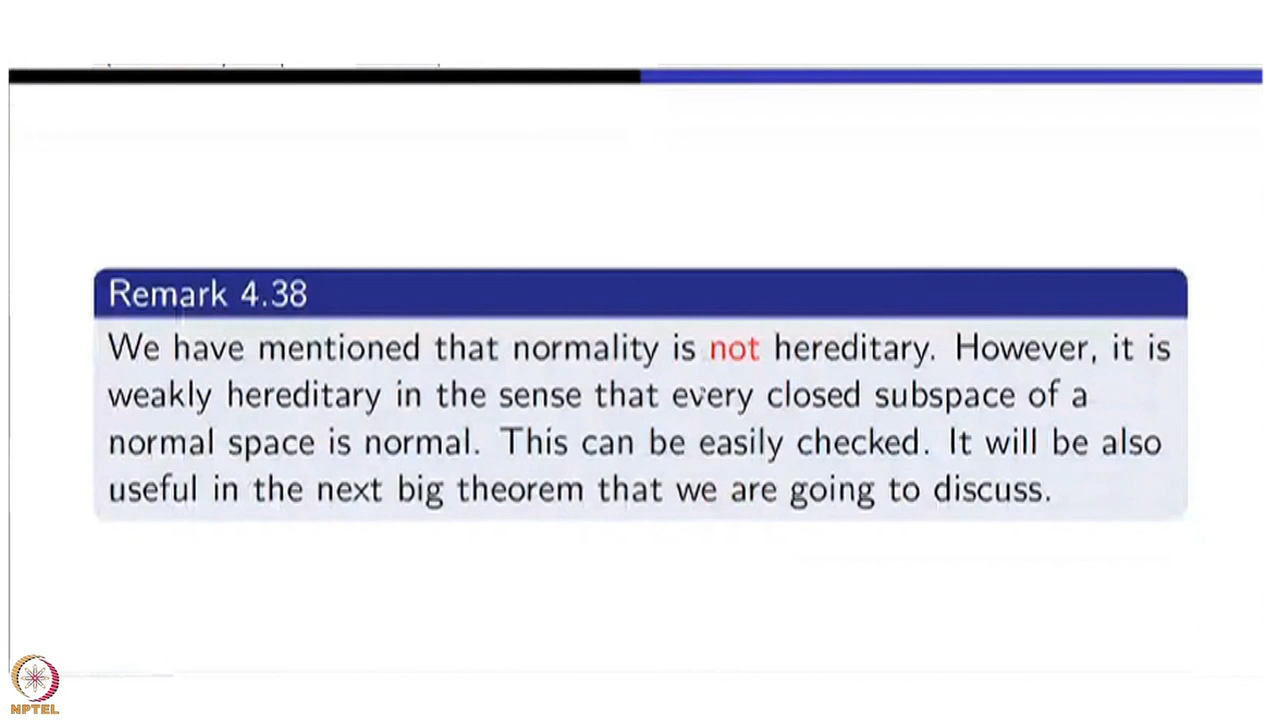 Remark 4.38
We have mentioned that normality is not hereditary. However, it is
weakly hereditary in the sense that every closed subspace of a
normal space is normal. This can be easily checked. It will be also
useful in the next big theorem that we are going to discuss.
NPTEL